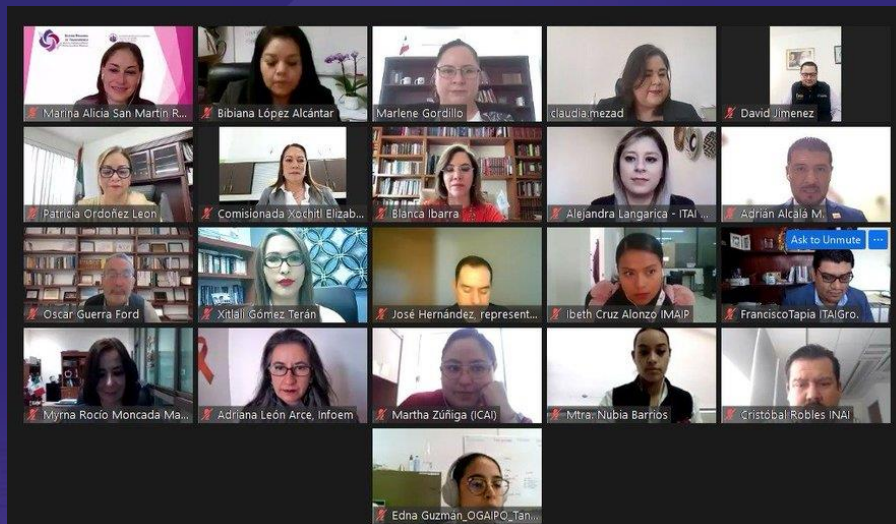 Marina Alicia San Martín R...
Bibiana López Alcántar
Marlene Gordillo
claudia.mezad
David Jimenez
Patricia Ordoñez Leon
Comisionada Xóchitl Elizab...
Blanca Ibarra
Alejandra Langarica - ITAI ...
Adrián Alcalá M.
Ask to Unmute
Oscar Guerra Ford
Xitlali Gómez Terán
José Hernández, represent...
Ibeth Cruz Alonzo IMAIP
FranciscoTapia ITAIGro.
Myrna Rocío Moncada Ma...
Adriana León Arce, Infoem
Martha Zúñiga (ICAI)
Mtra. Nubia Barrios
Cristóbal Robles INAI
Edna Guzmán_OGAIPO_Tan...